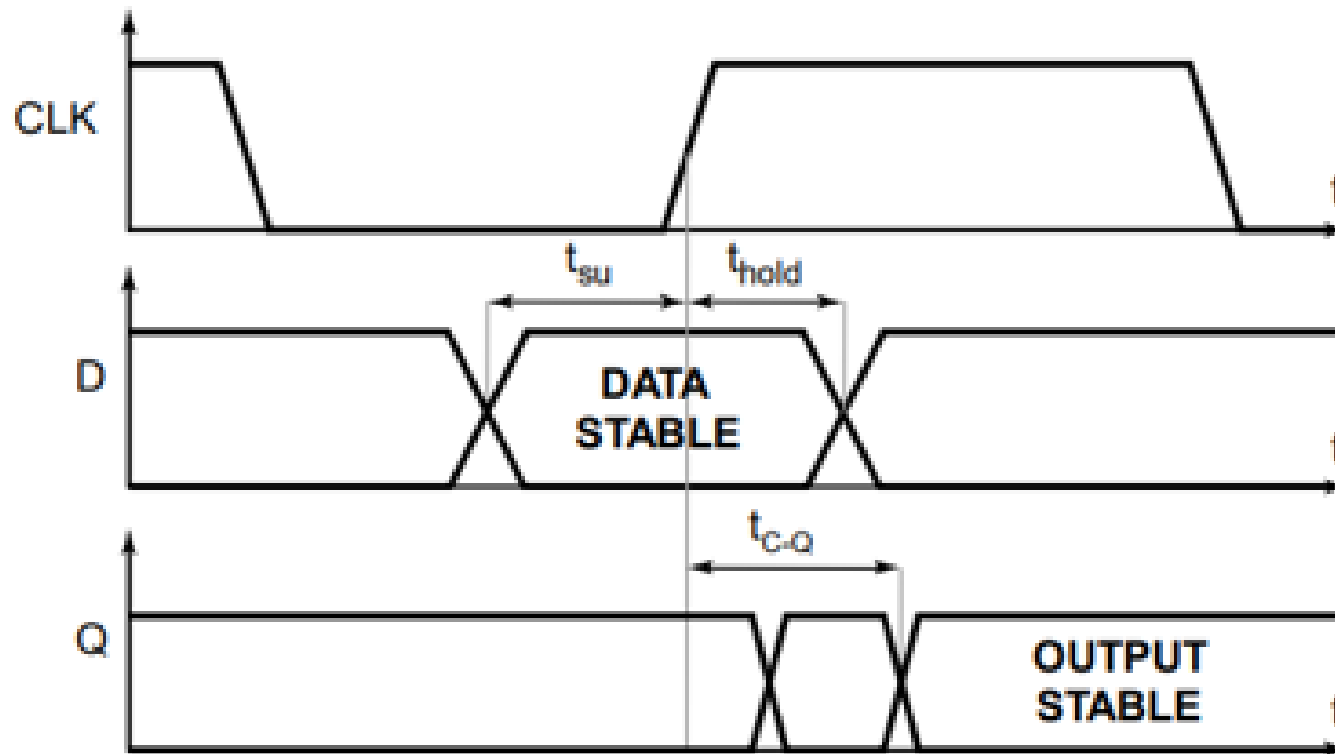 CLK
t
t_su
t_hold
D
DATA
STABLE
t
t_C-Q
Q
OUTPUT
STABLE
t